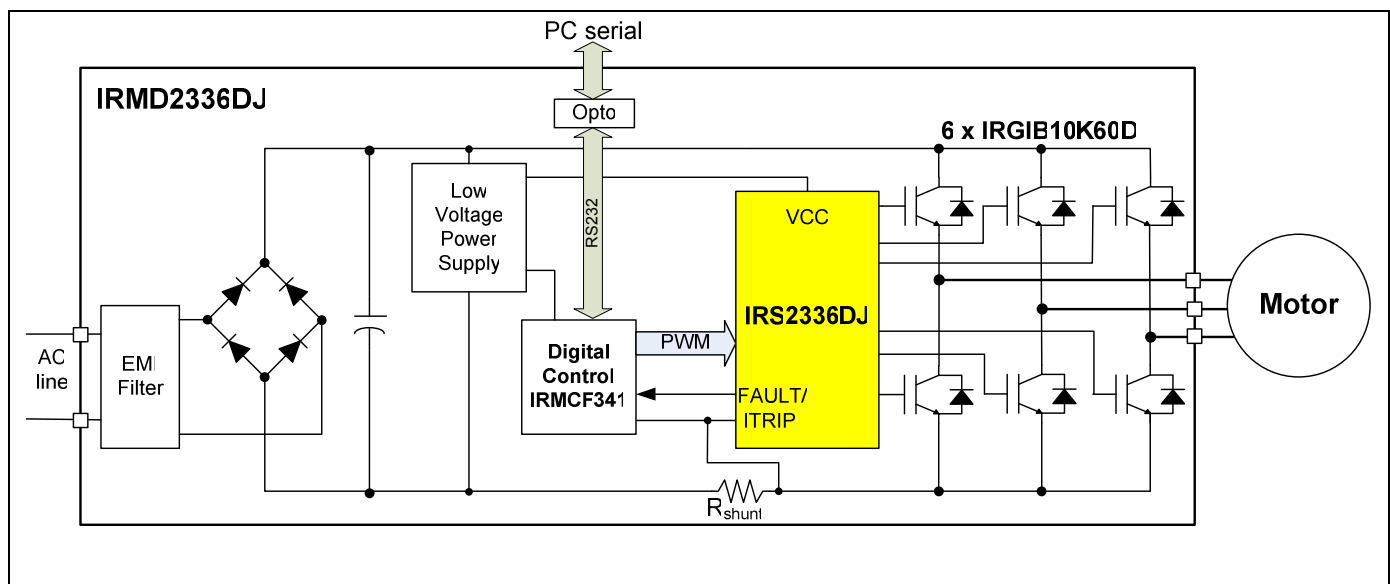 PC serial
IRMD2336DJ
Opto
6 x IRGIB10K60D
Low
Voltage
Power
Supply
RS232
VCC
IRS2336DJ
Motor
AC
line
EMI
Filter
Digital
Control
IRMCF341
PWM
FAULT/
ITRIP
Rshunt